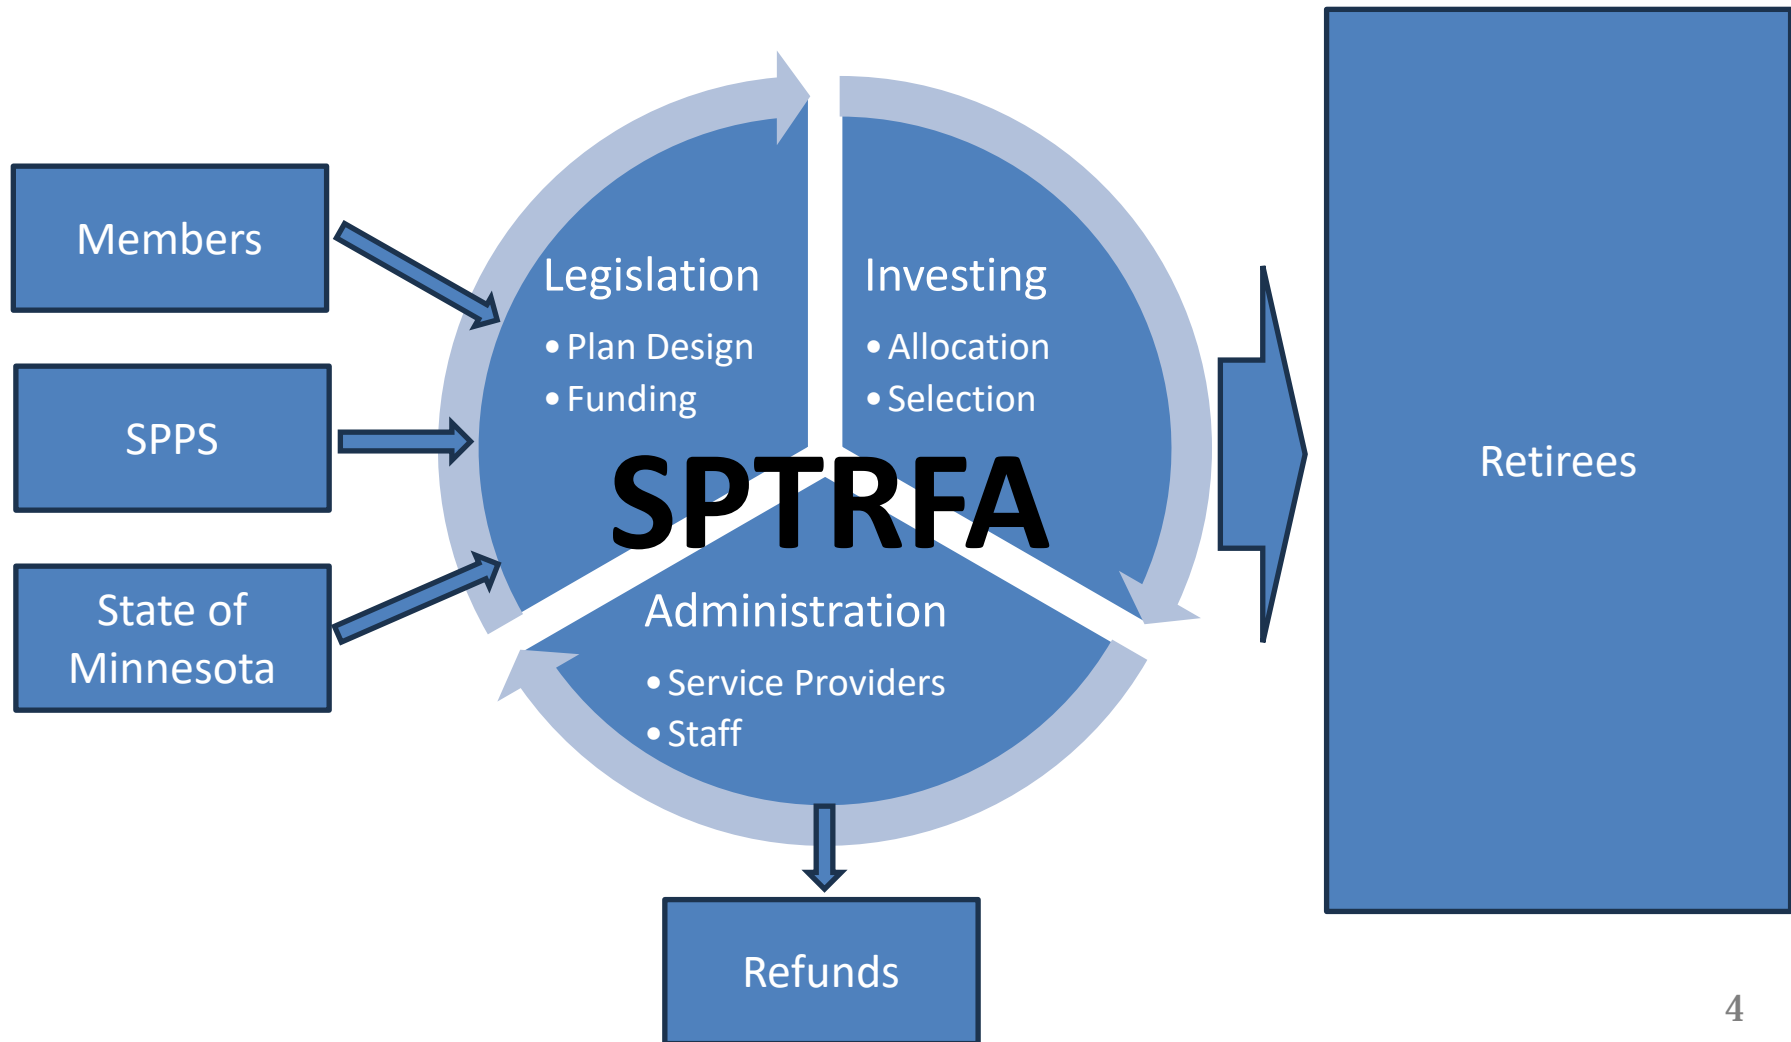 Members
SPPS
State of
Minnesota
Legislation
• Plan Design
• Funding
Investing
• Allocation
• Selection
SPTRFA
Administration
• Service Providers
• Staff
Refunds
Retirees
4